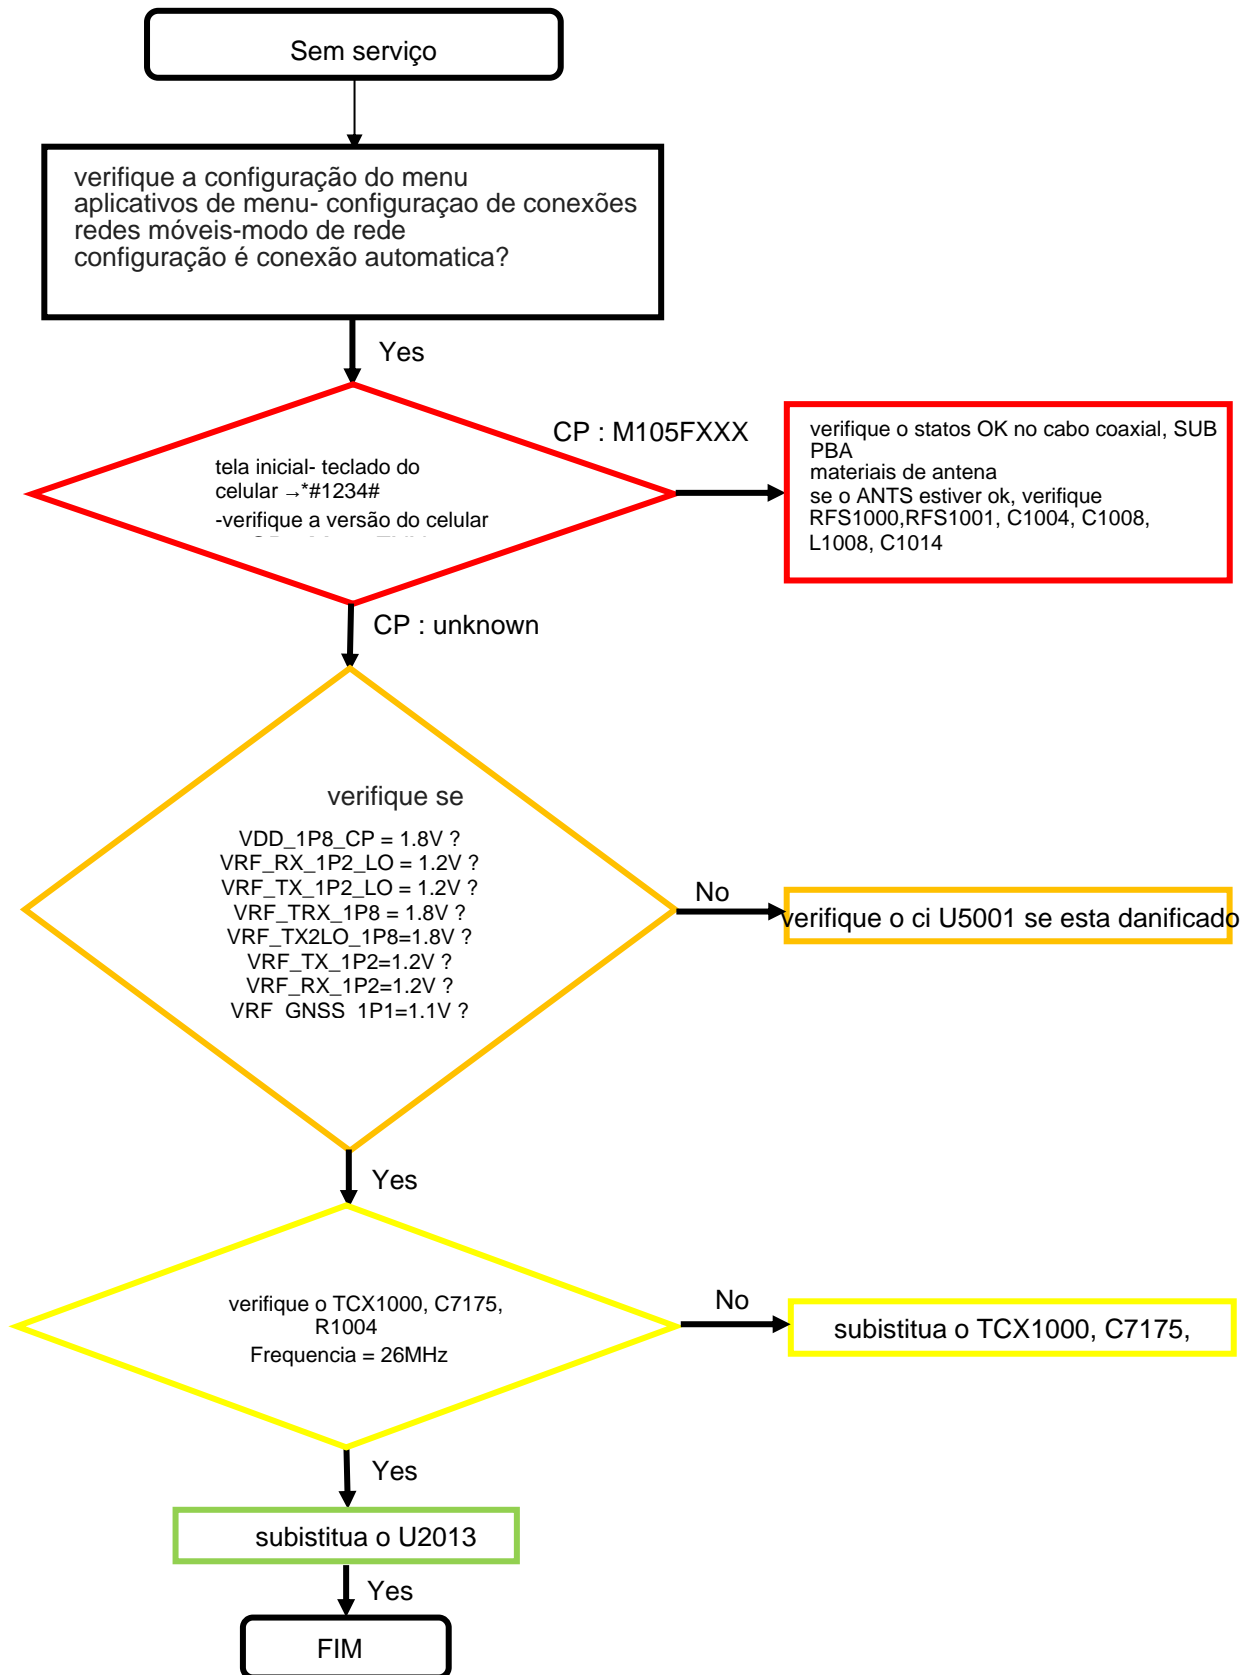 Sem serviço
verifique a configuração do menu
aplicativos de menu- configuraçao de conexões
redes móveis-modo de rede
configuração é conexão automatica?
Yes
CP : M105FXXX
tela inicial- teclado do
celular →*#1234#
-verifique a versão do celular
verifique o statos OK no cabo coaxial, SUB
PBA
materiais de antena
se o ANTS estiver ok, verifique
RFS1000,RFS1001, C1004, C1008,
L1008, C1014
CP : unknown
verifique se
VDD_1P8_CP = 1.8V ?
VRF_RX_1P2_LO = 1.2V ?
VRF_TX_1P2_LO = 1.2V ?
VRF_TRX_1P8 = 1.8V ?
VRF_TX2LO_1P8=1.8V ?
VRF_TX_1P2=1.2V ?
VRF_RX_1P2=1.2V ?
VRF_GNSS_1P1=1.1V ?
No
verifique o ci U5001 se esta danificado
Yes
verifique o TCX1000, C7175,
R1004
Frequencia = 26MHz
No
subistitua o TCX1000, C7175,
Yes
subistitua o U2013
Yes
FIM